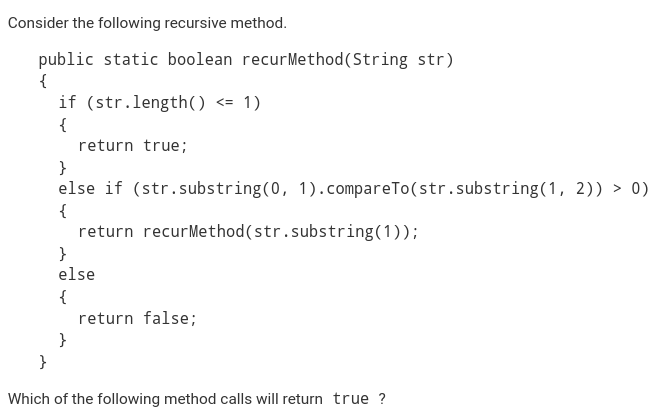 Consider the following recursive method.
public static boolean recurMethod(String str)
{
if (str.length() <= 1)
{
return true;
}
else if (str.substring(0, 1).compareTo(str.substring(1, 2)) > 0)
{
return recurMethod(str.substring(1));
}
else
{
return false;
}
}
Which of the following method calls will return true ?